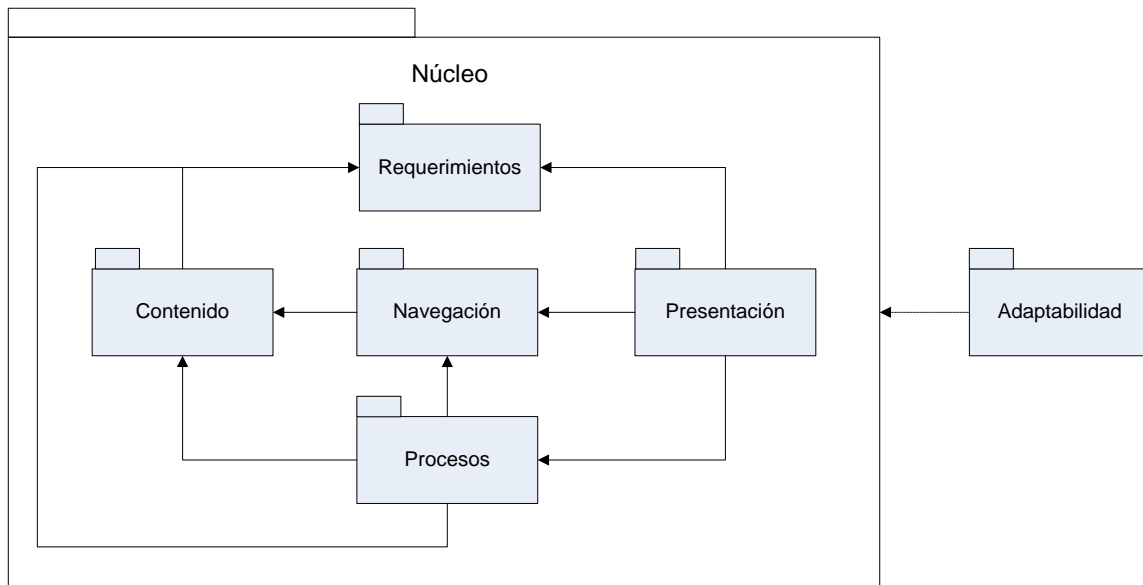 Núcleo
Requerimientos
Contenido
Navegación
Presentación
Adaptabilidad
Procesos